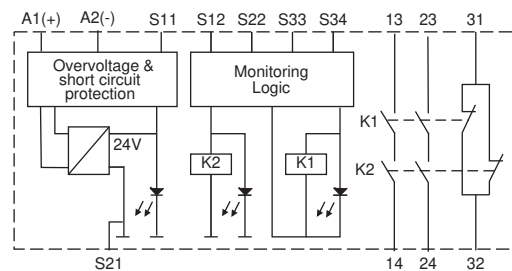 A1(+) A2(-) S11 S12 S22 S33 S34 13 23 31
Overvoltage &
short circuit
protection
Monitoring
Logic
24V
K1
K2 K1
K2
S21 14 24 32